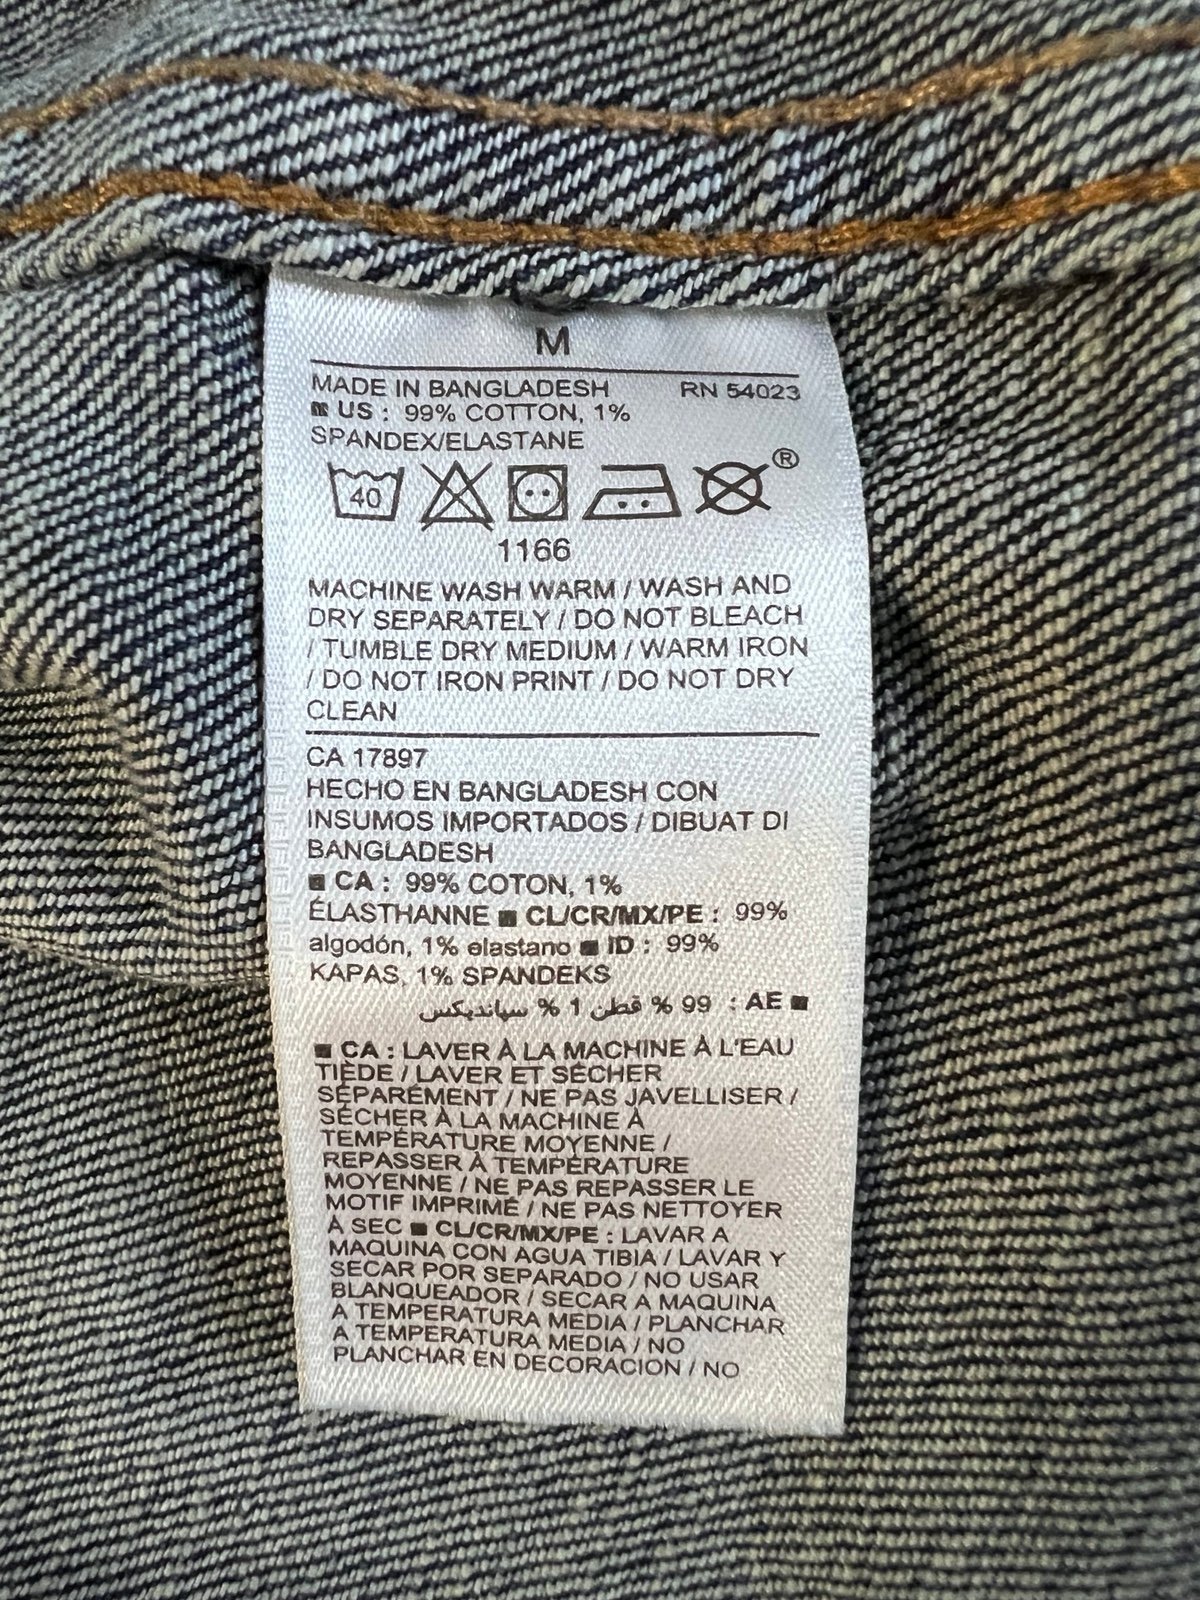 M
MADE IN BANGLADESH RN 54023
US : 99% COTTON, 1%
SPANDEX/ELASTANE
®
40
1166
MACHINE WASH WARM / WASH AND
DRY SEPARATELY / DO NOT BLEACH
/ TUMBLE DRY MEDIUM / WARM IRON
/ DO NOT IRON PRINT / DO NOT DRY
CLEAN
CA 17897
HECHO EN BANGLADESH CON
INSUMOS IMPORTADOS / DIBUAT DI
BANGLADESH
■ CA : 99% COTON, 1%
ÉLASTHANNE ■ CL/CR/MX/PE : 99%
algodón, 1% elastano ■ ID : 99%
KAPAS, 1% SPANDEKS
■ AE : 99 % قطن 1 % سپاندیکس
■ CA : LAVER À LA MACHINE À L'EAU
TIÈDE / LAVER ET SÉCHER
SÉPARÉMENT / NE PAS JAVELLISER /
SÉCHER À LA MACHINE À
TEMPÉRATURE MOYENNE /
REPASSER À TEMPÉRATURE
MOYENNE / NE PAS REPASSER LE
MOTIF IMPRIMÉ / NE PAS NETTOYER
À SEC ■ CL/CR/MX/PE : LAVAR A
MAQUINA CON AGUA TIBIA / LAVAR Y
SECAR POR SEPARADO / NO USAR
BLANQUEADOR / SECAR A MAQUINA
A TEMPERATURA MEDIA / PLANCHAR
A TEMPERATURA MEDIA / NO
PLANCHAR EN DECORACION / NO